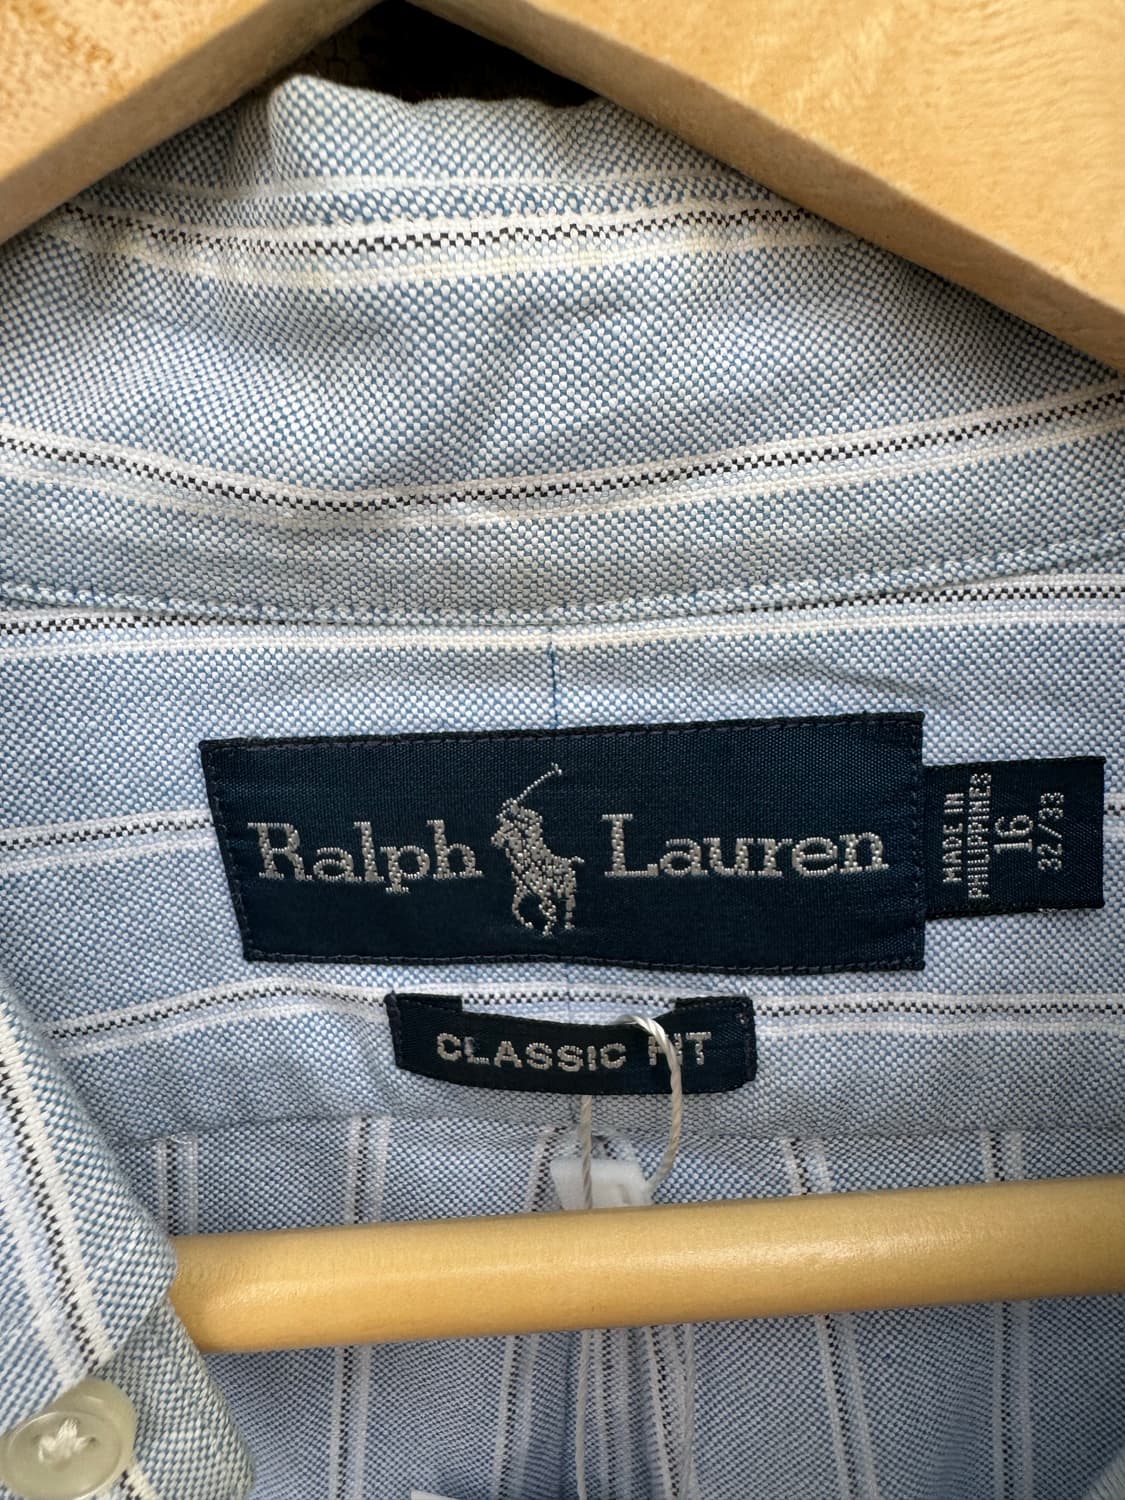 Ralph Lauren
MADE IN
PHILIPPINES
16
32/33
CLASSIC FIT